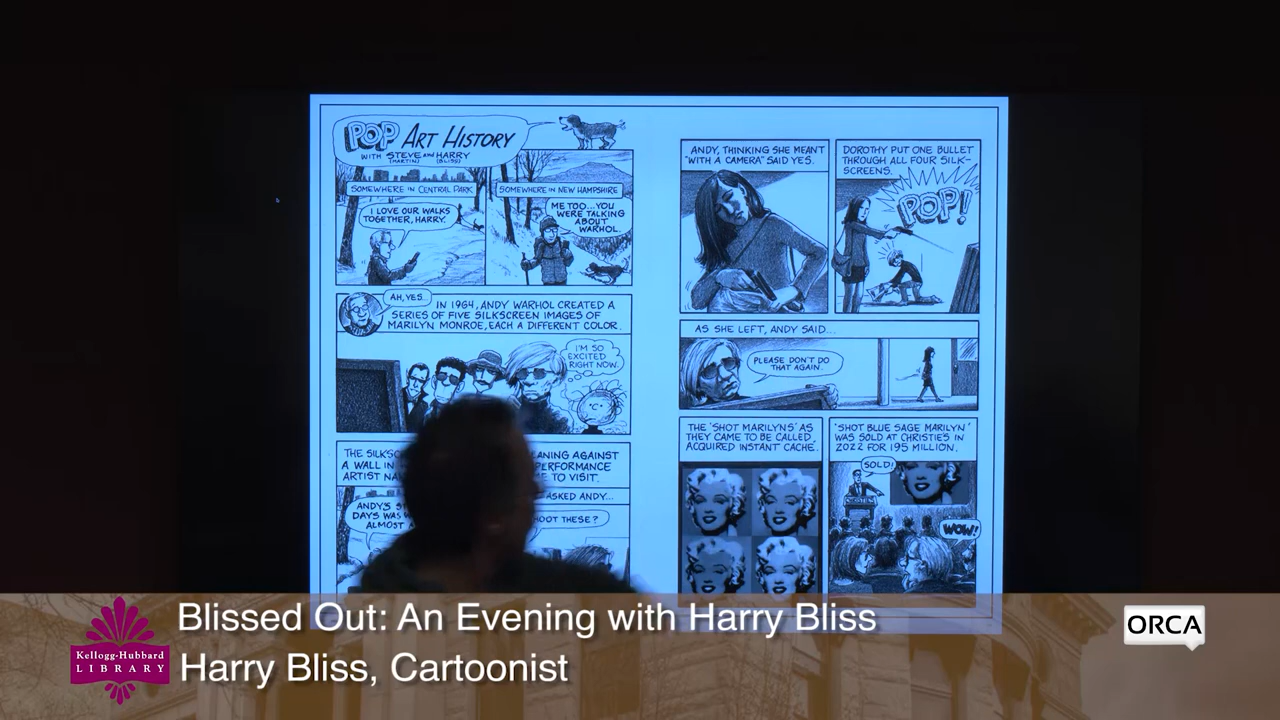 POP ART HISTORY
WITH STEVE AND HARRY
(MARTIN) (BLISS)
SOMEWHERE IN CENTRAL PARK
I LOVE OUR WALKS
TOGETHER, HARRY.
SOMEWHERE IN NEW HAMPSHIRE
ME TOO...YOU
WERE TALKING
ABOUT
WARHOL.
AH, YES...
IN 1964, ANDY WARHOL CREATED A
SERIES OF FIVE SILKSCREEN IMAGES OF
MARILYN MONROE, EACH A DIFFERENT COLOR.
I'M SO
EXCITED
RIGHT NOW.
THE SILKSC EANING AGAINST
A WALL IN PERFORMANCE
ARTIST NA E TO VISIT.
ANDY'S S
DAYS WAS
ALMOST
ASKED ANDY...
HOOT THESE?
ANDY, THINKING SHE MEANT
"WITH A CAMERA" SAID YES.
DOROTHY PUT ONE BULLET
THROUGH ALL FOUR SILK-
SCREENS.
POP!
AS SHE LEFT, ANDY SAID...
PLEASE DON'T DO
THAT AGAIN.
THE 'SHOT MARILYNS' AS
THEY CAME TO BE CALLED,
ACQUIRED INSTANT CACHE.
"SHOT BLUE SAGE MARILYN"
WAS SOLD AT CHRISTIE'S IN
2022 FOR 195 MILLION.
SOLD!
CHRISTIES
WOW!
Blissed Out: An Evening with Harry Bliss
Harry Bliss, Cartoonist
Kellogg-Hubbard
LIBRARY
ORCA